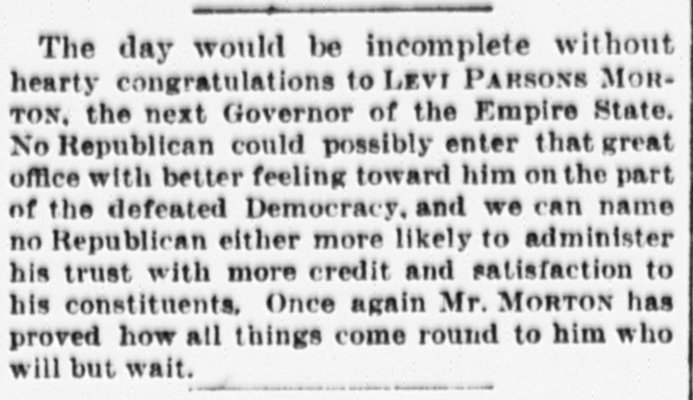 The day would be incomplete without
hearty congratulations to LEVI PARSONS MOR-
TON, the next Governor of the Empire State.
No Republican could possibly enter that great
office with better feeling toward him on the part
of the defeated Democracy, and we can name
no Republican either more likely to administer
his trust with more credit and satisfaction to
his constituents. Once again Mr. MORTON has
proved how all things come round to him who
will but wait.